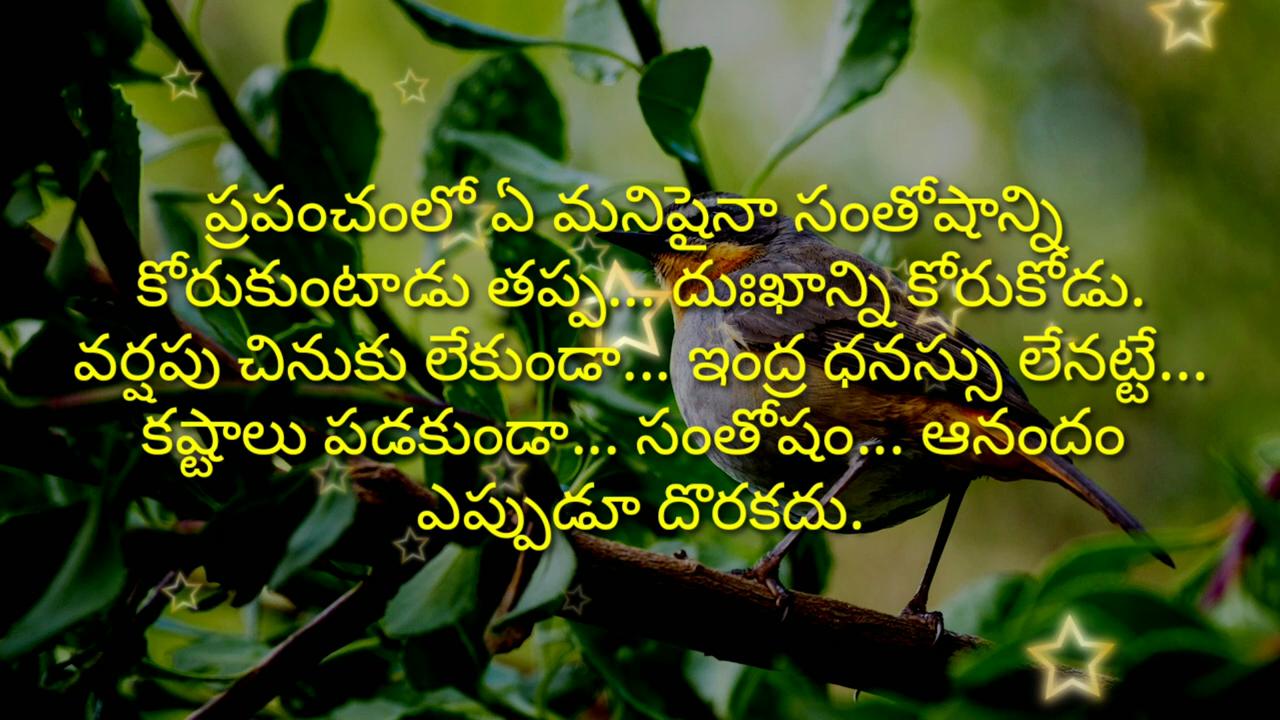 ప్రపంచంలో ఏ మనిషైనా సంతోషాన్ని
కోరుకుంటాడు తప్ప... దుఃఖాన్ని కోరుకోడు.
వర్షపు చినుకు లేకుండా... ఇంద్ర ధనస్సు లేనట్టే...
కష్టాలు పడకుండా... సంతోషం... ఆనందం
ఎప్పుడూ దొరకదు.